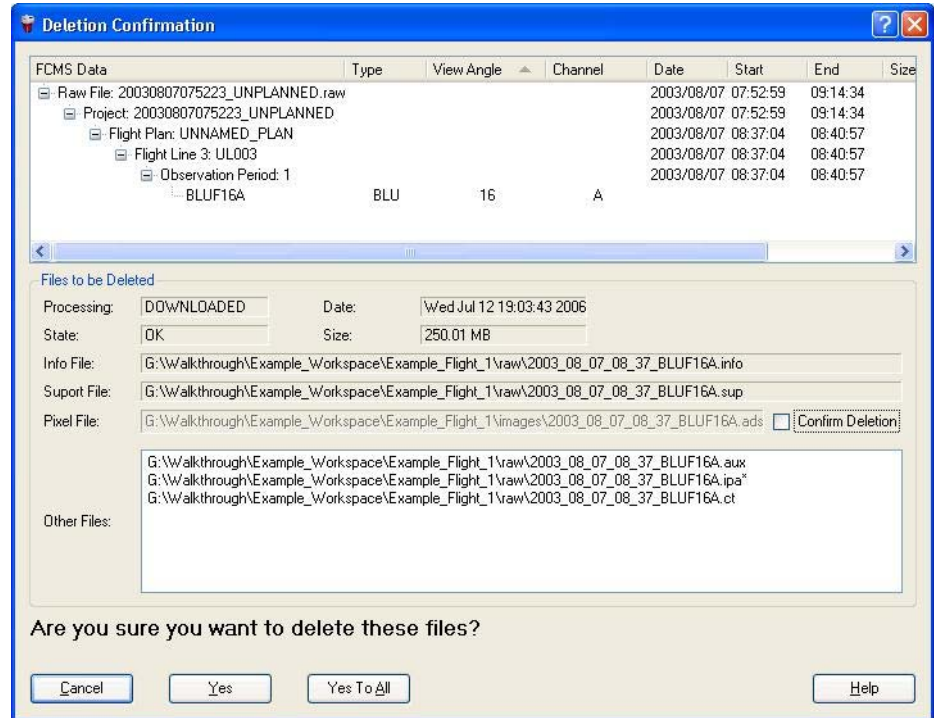 Deletion Confirmation
FCMS Data Type View Angle Channel Date Start End Size
Raw File: 20030807075223_UNPLANNED.raw 2003/08/07 07:52:59 09:14:34
Project: 20030807075223_UNPLANNED 2003/08/07 07:52:59 09:14:34
Flight Plan: UNNAMED_PLAN 2003/08/07 08:37:04 08:40:57
Flight Line 3: UL003 2003/08/07 08:37:04 08:40:57
Observation Period: 1 2003/08/07 08:37:04 08:40:57
BLUF16A BLU 16 A
Files to be Deleted
Processing: DOWNLOADED Date: Wed Jul 12 19:03:43 2006
State: OK Size: 250.01 MB
Info File: G:\Walkthrough\Example_Workspace\Example_Flight_1\raw\2003_08_07_08_37_BLUF16A.info
Suport File: G:\Walkthrough\Example_Workspace\Example_Flight_1\raw\2003_08_07_08_37_BLUF16A.sup
Pixel File: G:\Walkthrough\Example_Workspace\Example_Flight_1\images\2003_08_07_08_37_BLUF16A.ads Confirm Deletion
G:\Walkthrough\Example_Workspace\Example_Flight_1\raw\2003_08_07_08_37_BLUF16A.aux
G:\Walkthrough\Example_Workspace\Example_Flight_1\raw\2003_08_07_08_37_BLUF16A.ipa*
G:\Walkthrough\Example_Workspace\Example_Flight_1\raw\2003_08_07_08_37_BLUF16A.ct
Other Files:
Are you sure you want to delete these files?
Cancel Yes Yes To All Help